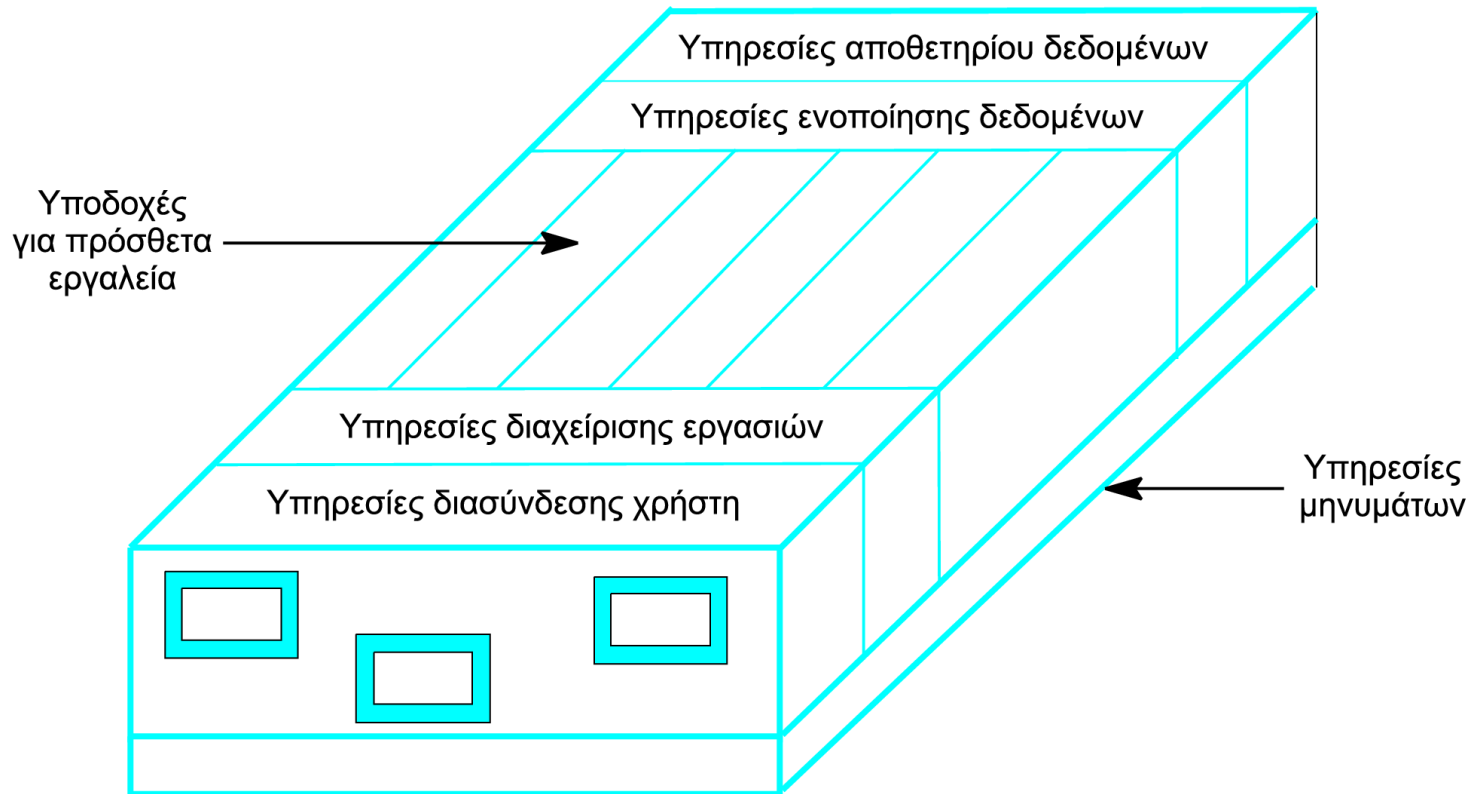 Υπηρεσίες αποθετηρίου δεδομένων
Υπηρεσίες ενοποίησης δεδομένων
Υποδοχές
για πρόσθετα
εργαλεία
Υπηρεσίες διαχείρισης εργασιών
Υπηρεσίες διασύνδεσης χρήστη
Υπηρεσίες
μηνυμάτων